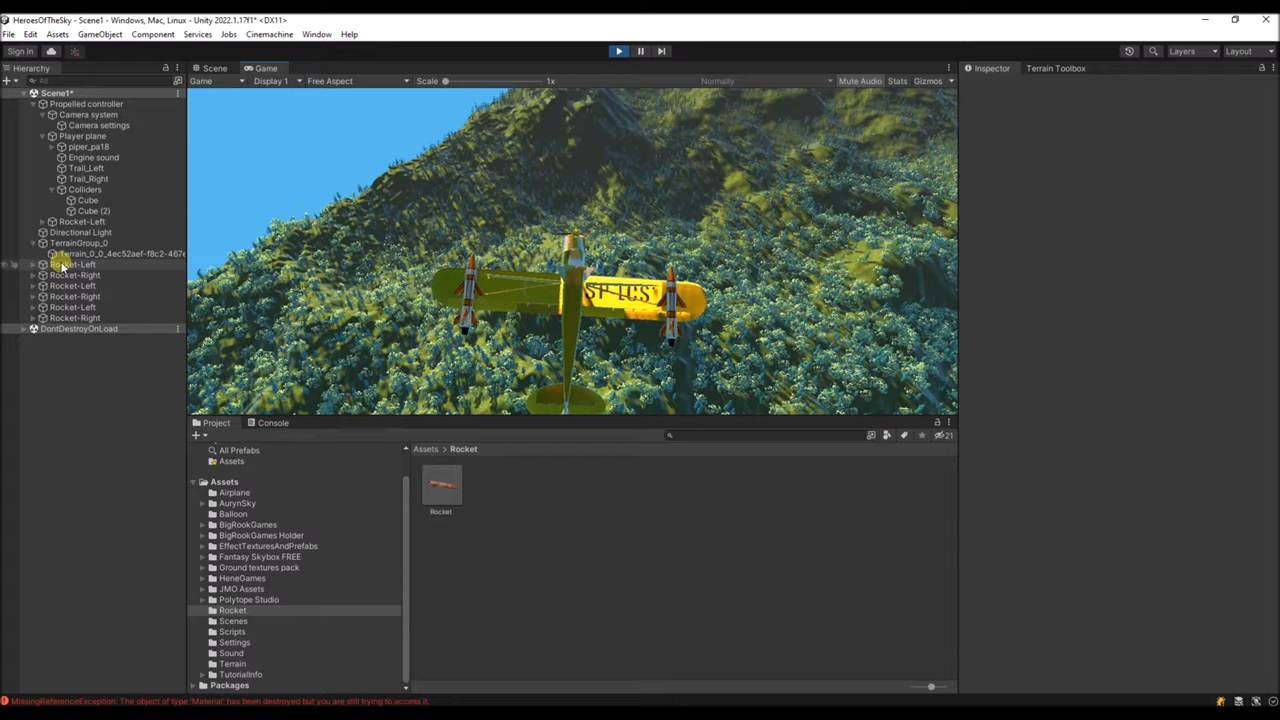 HeroesOfTheSky - Scene1 - Windows, Mac, Linux - Unity 2022.1.17f1* <DX11>
File Edit Assets GameObject Component Services Jobs Cinemachine Window Help
Sign in
Layers
Layout
Hierarchy
All
Scene1*
Propelled controller
Camera system
Camera settings
Player plane
piper_pa18
Engine sound
Trail_Left
Trail_Right
Colliders
Cube
Cube (2)
Rocket-Left
Directional Light
TerrainGroup_0
Terrain_0_0_4ec52aef-f8c2-467e
Rocket-Left
Rocket-Right
Rocket-Left
Rocket-Right
Rocket-Left
Rocket-Right
DontDestroyOnLoad
Scene Game
Game Display 1 Free Aspect Scale 1x Normally Mute Audio Stats Gizmos
Inspector Terrain Toolbox
Project Console
21
All Prefabs
Assets
Assets
Airplane
AurynSky
Balloon
BigRookGames
BigRookGames Holder
EffectTexturesAndPrefabs
Fantasy Skybox FREE
Ground textures pack
HeneGames
JMO Assets
Polytope Studio
Rocket
Scenes
Scripts
Settings
Sound
Terrain
TutorialInfo
Packages
Assets > Rocket
Rocket
MissingReferenceException: The object of type 'Material' has been destroyed but you are still trying to access it.